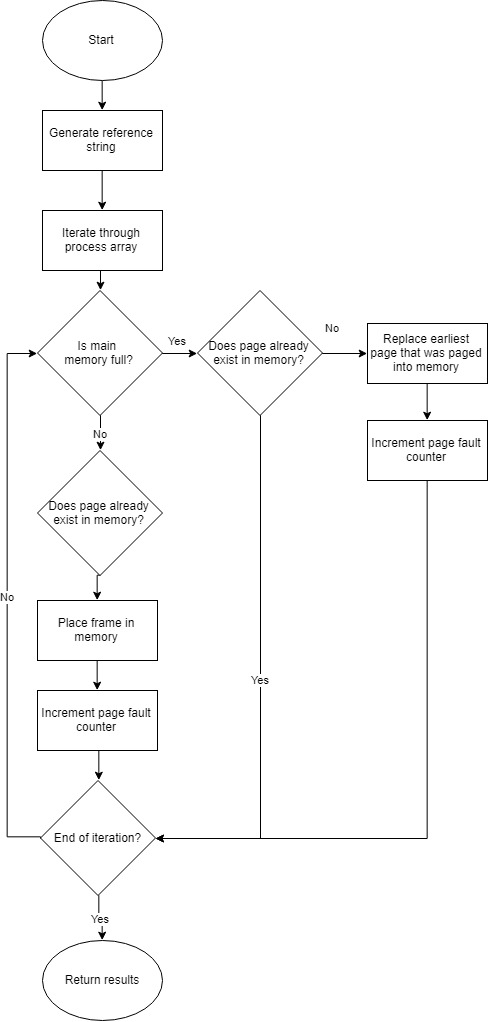 Start
Generate reference
string
Iterate through
process array
Is main
memory full?
Yes
Does page already
exist in memory?
No
Replace earliest
page that was paged
into memory
Increment page fault
counter
No
Does page already
exist in memory?
No
Place frame in
memory
Yes
Increment page fault
counter
End of iteration?
Yes
Return results